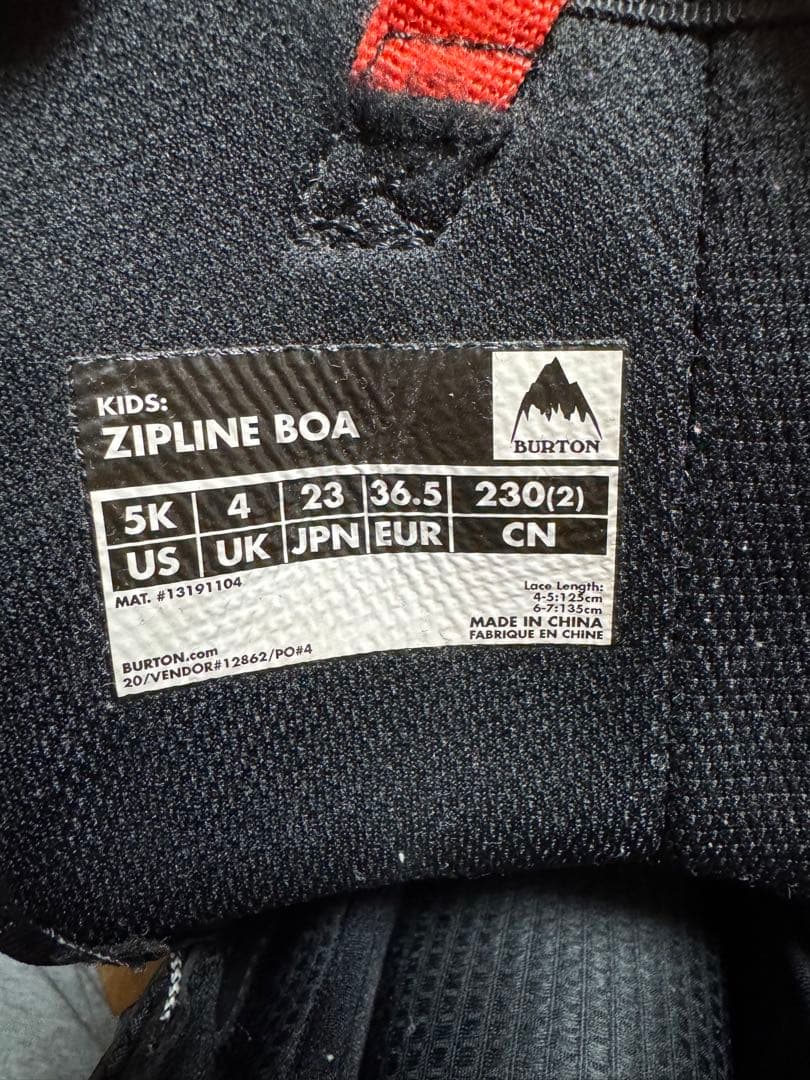 KIDS:
ZIPLINE BOA
BURTON
5K 4 23 36.5 230(2)
US UK JPN EUR CN
MAT. #13191104
Lace Length:
4-5:125cm
6-7:135cm
MADE IN CHINA
FABRIQUE EN CHINE
BURTON.com
20/VENDOR#12862/PO#4